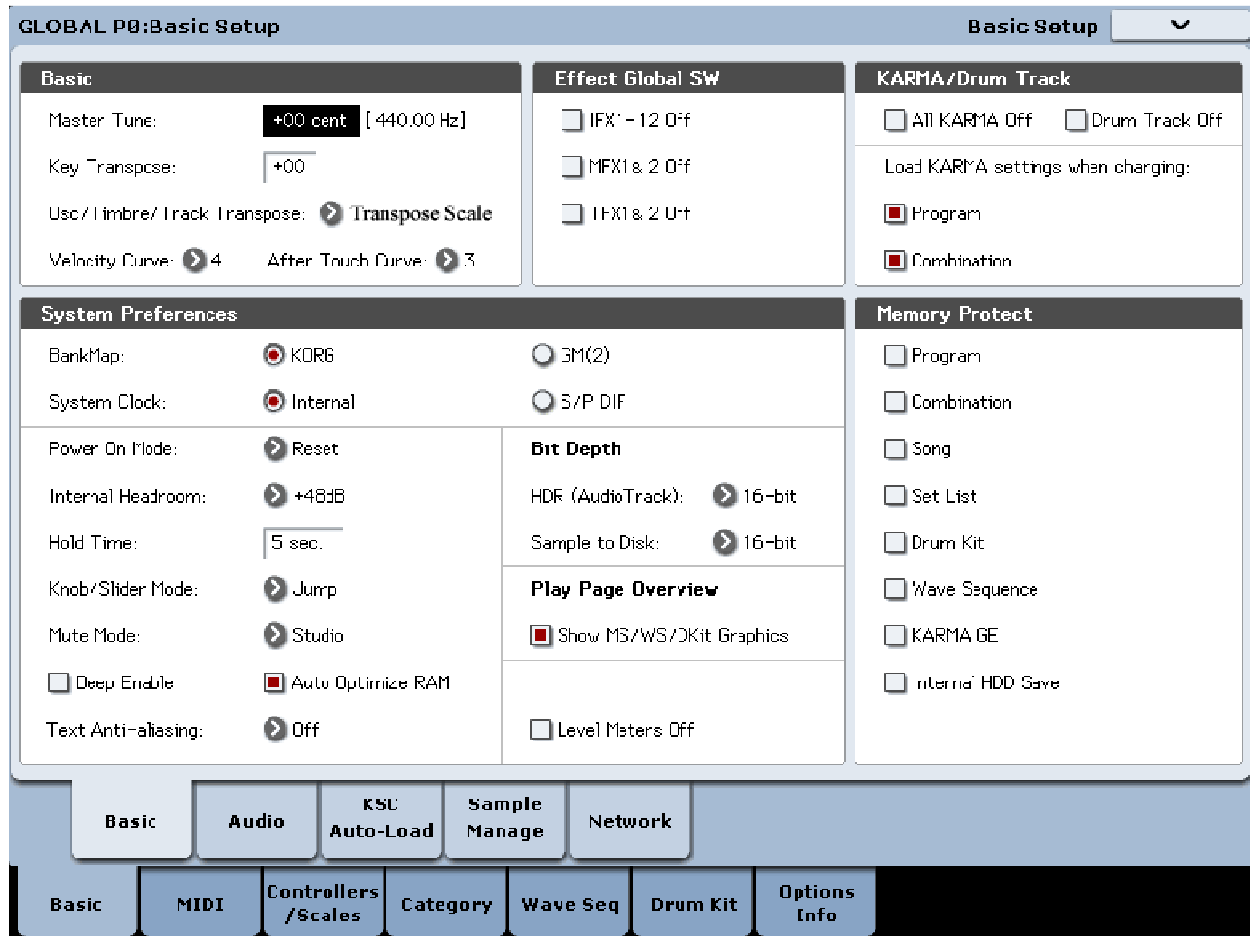 GLOBAL P0:Basic Setup
Basic Setup
Basic
Master Tune: +00 cent [ 440.00 Hz]
Key Transpose: +00
Osc/Timbre/Track Transpose: Transpose Scale
Velocity Curve: 4 After Touch Curve: 3
Effect Global SW
IFX1-12 Off
MFX1& 2 Off
TFX1& 2 Off
KARMA/Drum Track
All KARMA Off Drum Track Off
Load KARMA settings when charging:
Program
Combination
System Preferences
BankMap: KORG GM(2)
System Clock: Internal S/P DIF
Power On Mode: Reset
Internal Headroom: +48dB
Hold Time: 5 sec.
Knob/Slider Mode: Jump
Mute Mode: Studio
Beep Enable Auto Optimize RAM
Text Anti-aliasing: Off
Bit Depth
HDR (AudioTrack): 16-bit
Sample to Disk: 16-bit
Play Page Overview
Show MS/WS/DKit Graphics
Level Meters Off
Memory Protect
Program
Combination
Song
Set List
Drum Kit
Wave Sequence
KARMA GE
Internal HDD Save
Basic
Audio
KSC
Auto-Load
Sample
Manage
Network
Basic
MIDI
Controllers
/Scales
Category
Wave Seq
Drum Kit
Options
Info